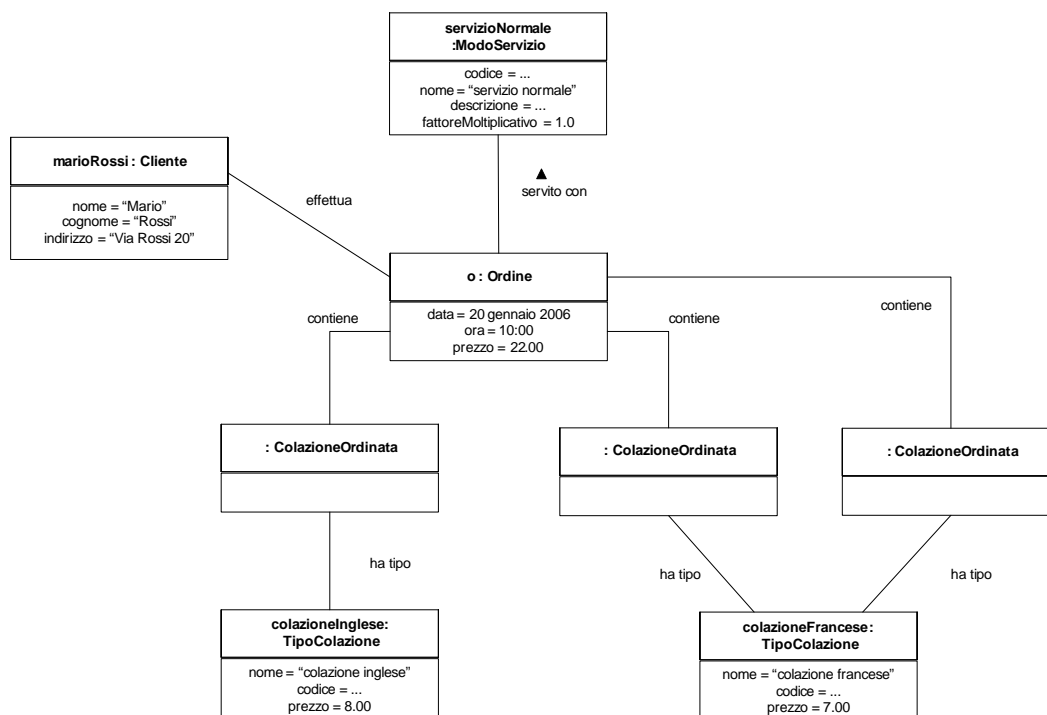 servizioNormale
:ModoServizio
codice = ...
nome = “servizio normale”
descrizione = ...
fattoreMoltiplicativo = 1.0
marioRossi : Cliente
nome = “Mario”
cognome = “Rossi”
indirizzo = “Via Rossi 20”
effettua
servito con
o : Ordine
data = 20 gennaio 2006
ora = 10:00
prezzo = 22.00
contiene
contiene
contiene
: ColazioneOrdinata
: ColazioneOrdinata
: ColazioneOrdinata
ha tipo
ha tipo
ha tipo
colazioneInglese:
TipoColazione
nome = “colazione inglese”
codice = ...
prezzo = 8.00
colazioneFrancese:
TipoColazione
nome = “colazione francese”
codice = ...
prezzo = 7.00